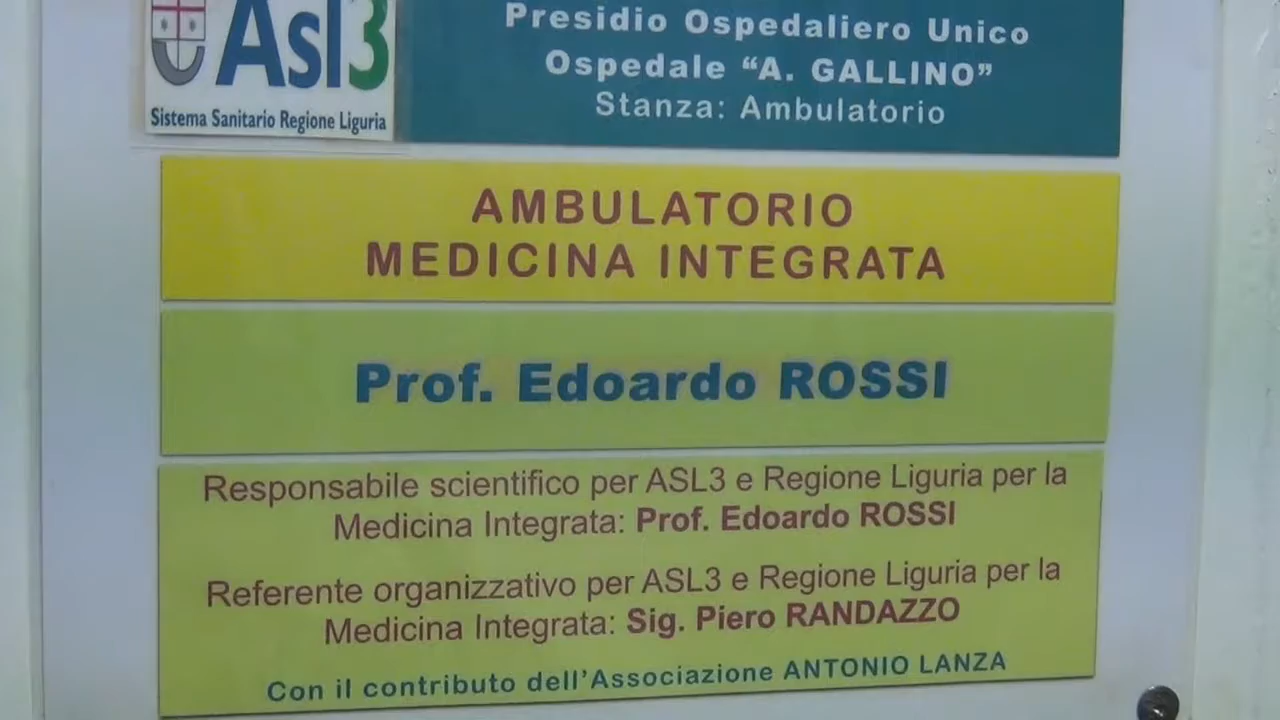 Asl3
Sistema Sanitario Regione Liguria
Presidio Ospedaliero Unico
Ospedale “A. GALLINO”
Stanza: Ambulatorio
AMBULATORIO
MEDICINA INTEGRATA
Prof. Edoardo ROSSI
Responsabile scientifico per ASL3 e Regione Liguria per la
Medicina Integrata: Prof. Edoardo ROSSI
Referente organizzativo per ASL3 e Regione Liguria per la
Medicina Integrata: Sig. Piero RANDAZZO
Con il contributo dell’Associazione ANTONIO LANZA